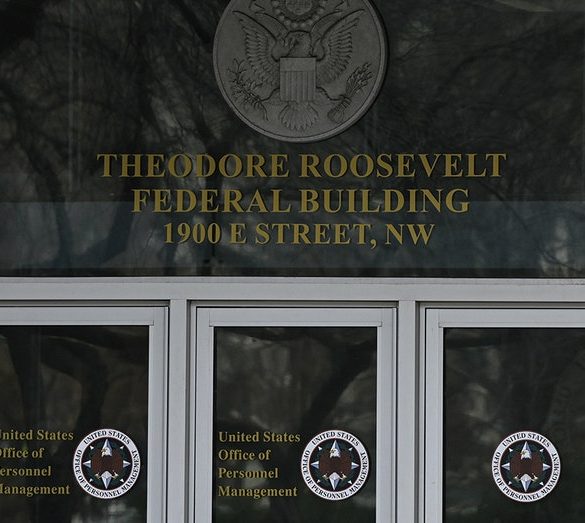 THEODORE ROOSEVELT
FEDERAL BUILDING
1900 E STREET, NW
United States
Office of
Personnel
Management
UNITED STATES
OFFICE OF PERSONNEL MANAGEMENT
United States
Office of
Personnel
Management
UNITED STATES
OFFICE OF PERSONNEL MANAGEMENT
UNITED STATES
OFFICE OF PERSONNEL MANAGEMENT